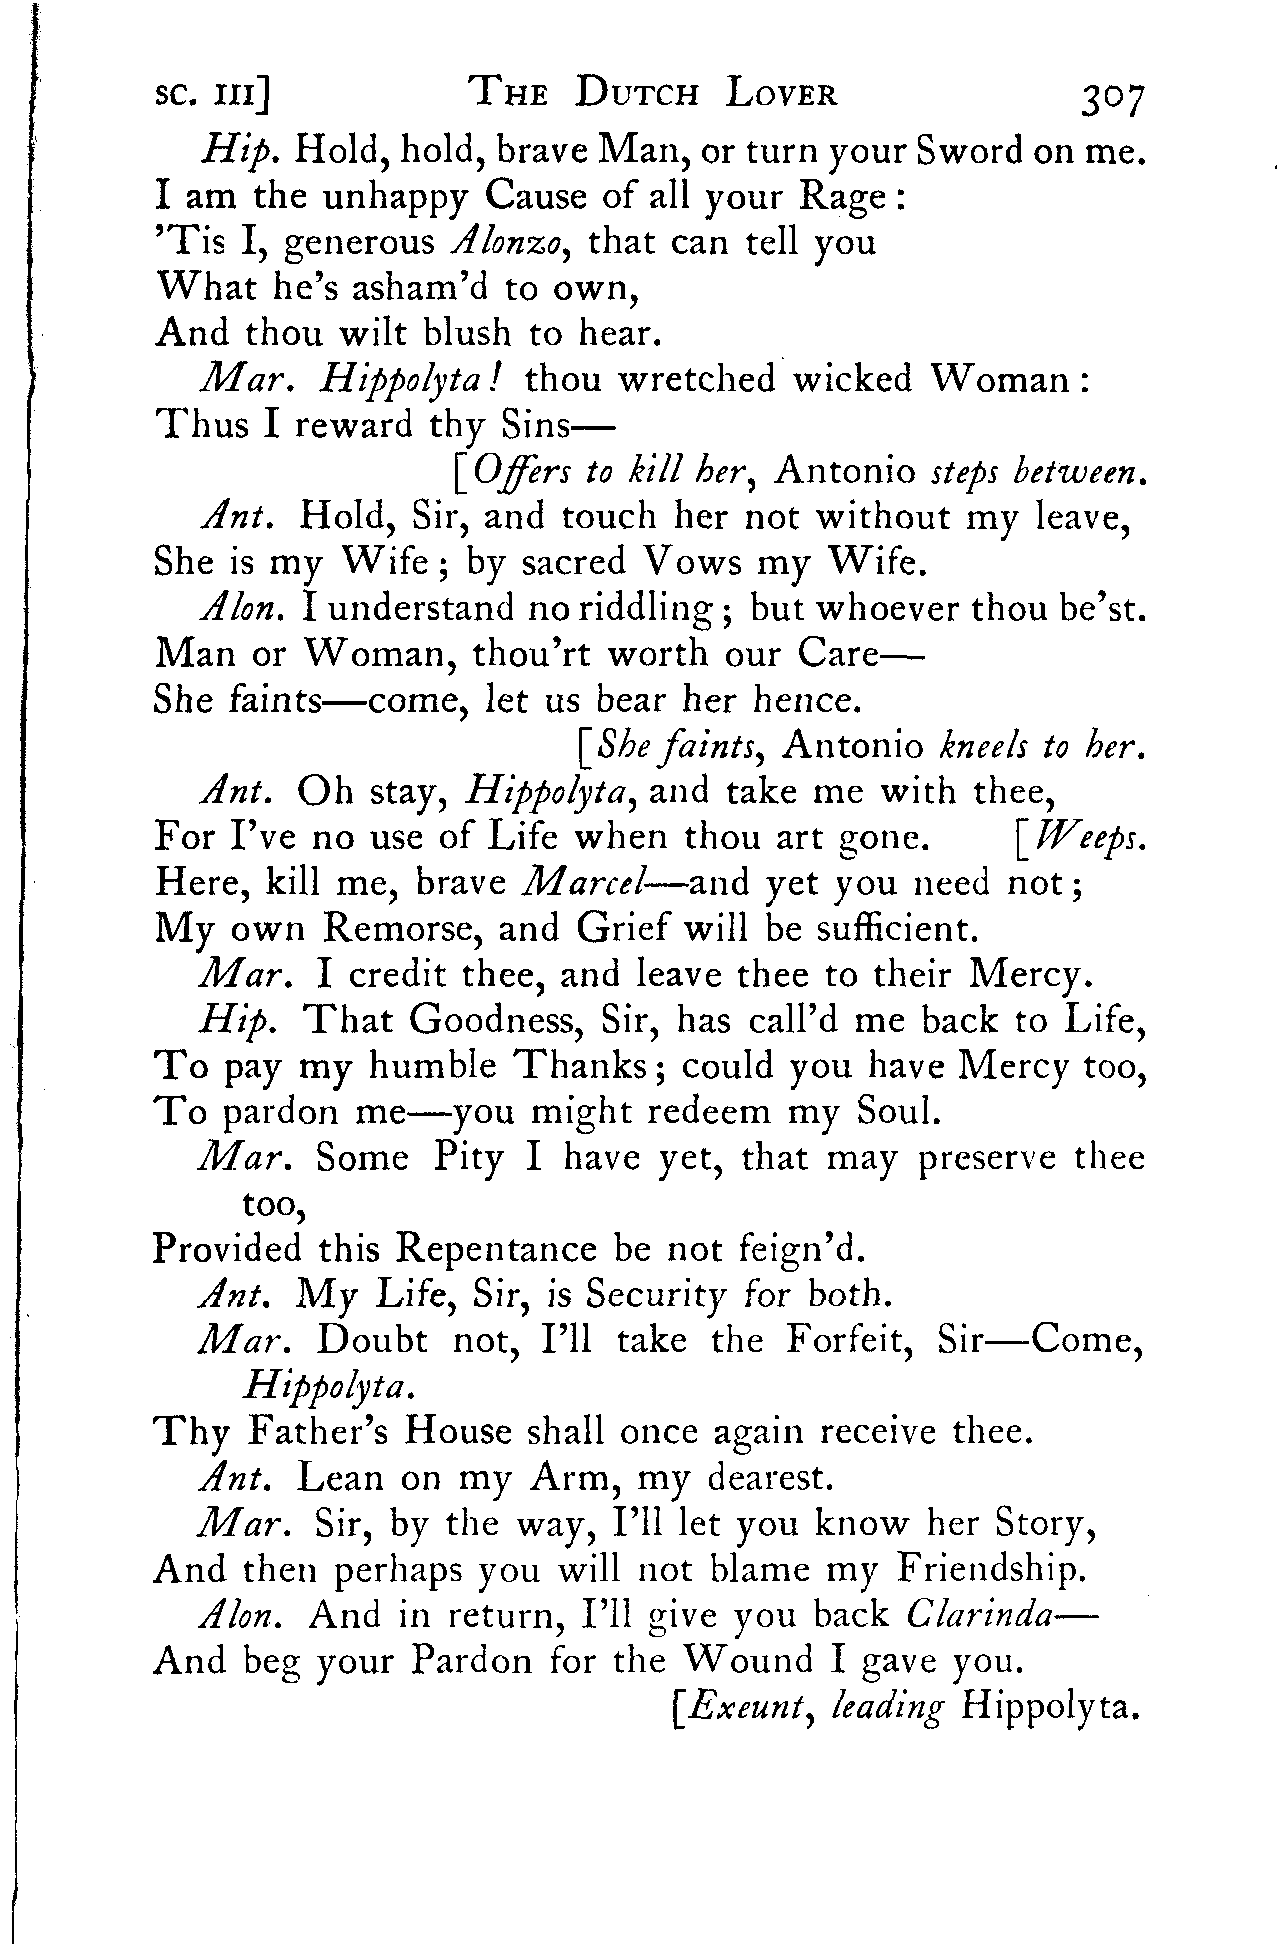 SC. III] THE DUTCH LOVER 307
Hip. Hold, hold, brave Man, or turn your Sword on me.
I am the unhappy Cause of all your Rage :
’Tis I, generous Alonzo, that can tell you
What he’s asham’d to own,
And thou wilt blush to hear.
Mar. Hippolyta! thou wretched wicked Woman :
Thus I reward thy Sins—
[Offers to kill her, Antonio steps between.
Ant. Hold, Sir, and touch her not without my leave,
She is my Wife ; by sacred Vows my Wife.
Alon. I understand no riddling ; but whoever thou be’st.
Man or Woman, thou’rt worth our Care—
She faints—come, let us bear her hence.
[She faints, Antonio kneels to her.
Ant. Oh stay, Hippolyta, and take me with thee,
For I’ve no use of Life when thou art gone. [Weeps.
Here, kill me, brave Marcel—and yet you need not ;
My own Remorse, and Grief will be sufficient.
Mar. I credit thee, and leave thee to their Mercy.
Hip. That Goodness, Sir, has call’d me back to Life,
To pay my humble Thanks ; could you have Mercy too,
To pardon me—you might redeem my Soul.
Mar. Some Pity I have yet, that may preserve thee
too,
Provided this Repentance be not feign’d.
Ant. My Life, Sir, is Security for both.
Mar. Doubt not, I’ll take the Forfeit, Sir—Come,
Hippolyta.
Thy Father’s House shall once again receive thee.
Ant. Lean on my Arm, my dearest.
Mar. Sir, by the way, I’ll let you know her Story,
And then perhaps you will not blame my Friendship.
Alon. And in return, I’ll give you back Clarinda—
And beg your Pardon for the Wound I gave you.
[Exeunt, leading Hippolyta.